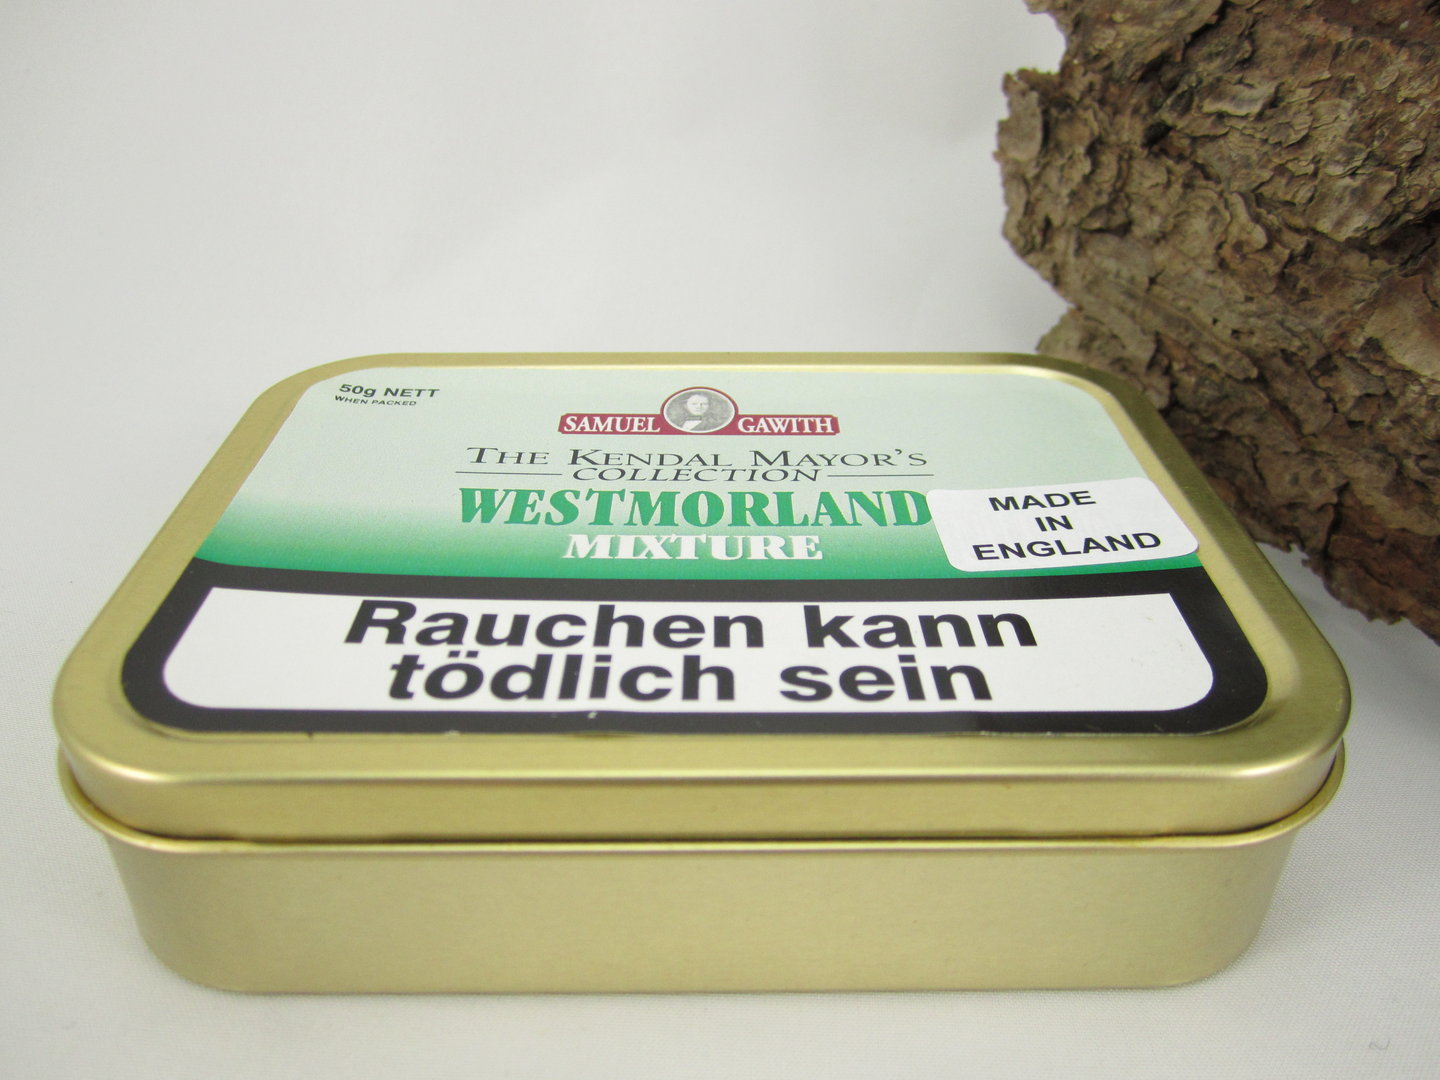 50g NETT
WHEN PACKED
SAMUEL GAWITH
THE KENDAL MAYOR'S
COLLECTION
WESTMORLAND
MIXTURE
MADE
IN
ENGLAND
Rauchen kann
tödlich sein